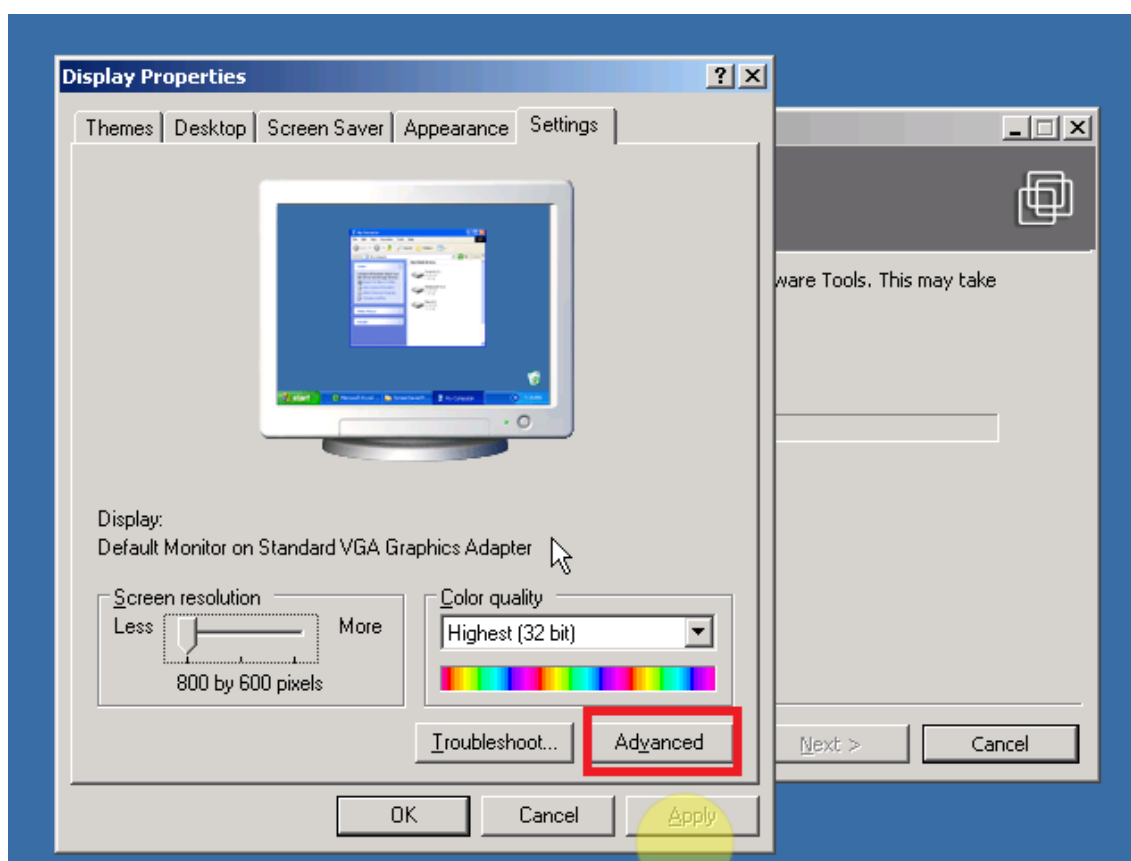 Display Properties
Themes Desktop Screen Saver Appearance Settings
ware Tools. This may take
start
Display:
Default Monitor on Standard VGA Graphics Adapter
Screen resolution
Less More
800 by 600 pixels
Color quality
Highest (32 bit)
Troubleshoot... Advanced
Next > Cancel
OK Cancel Apply